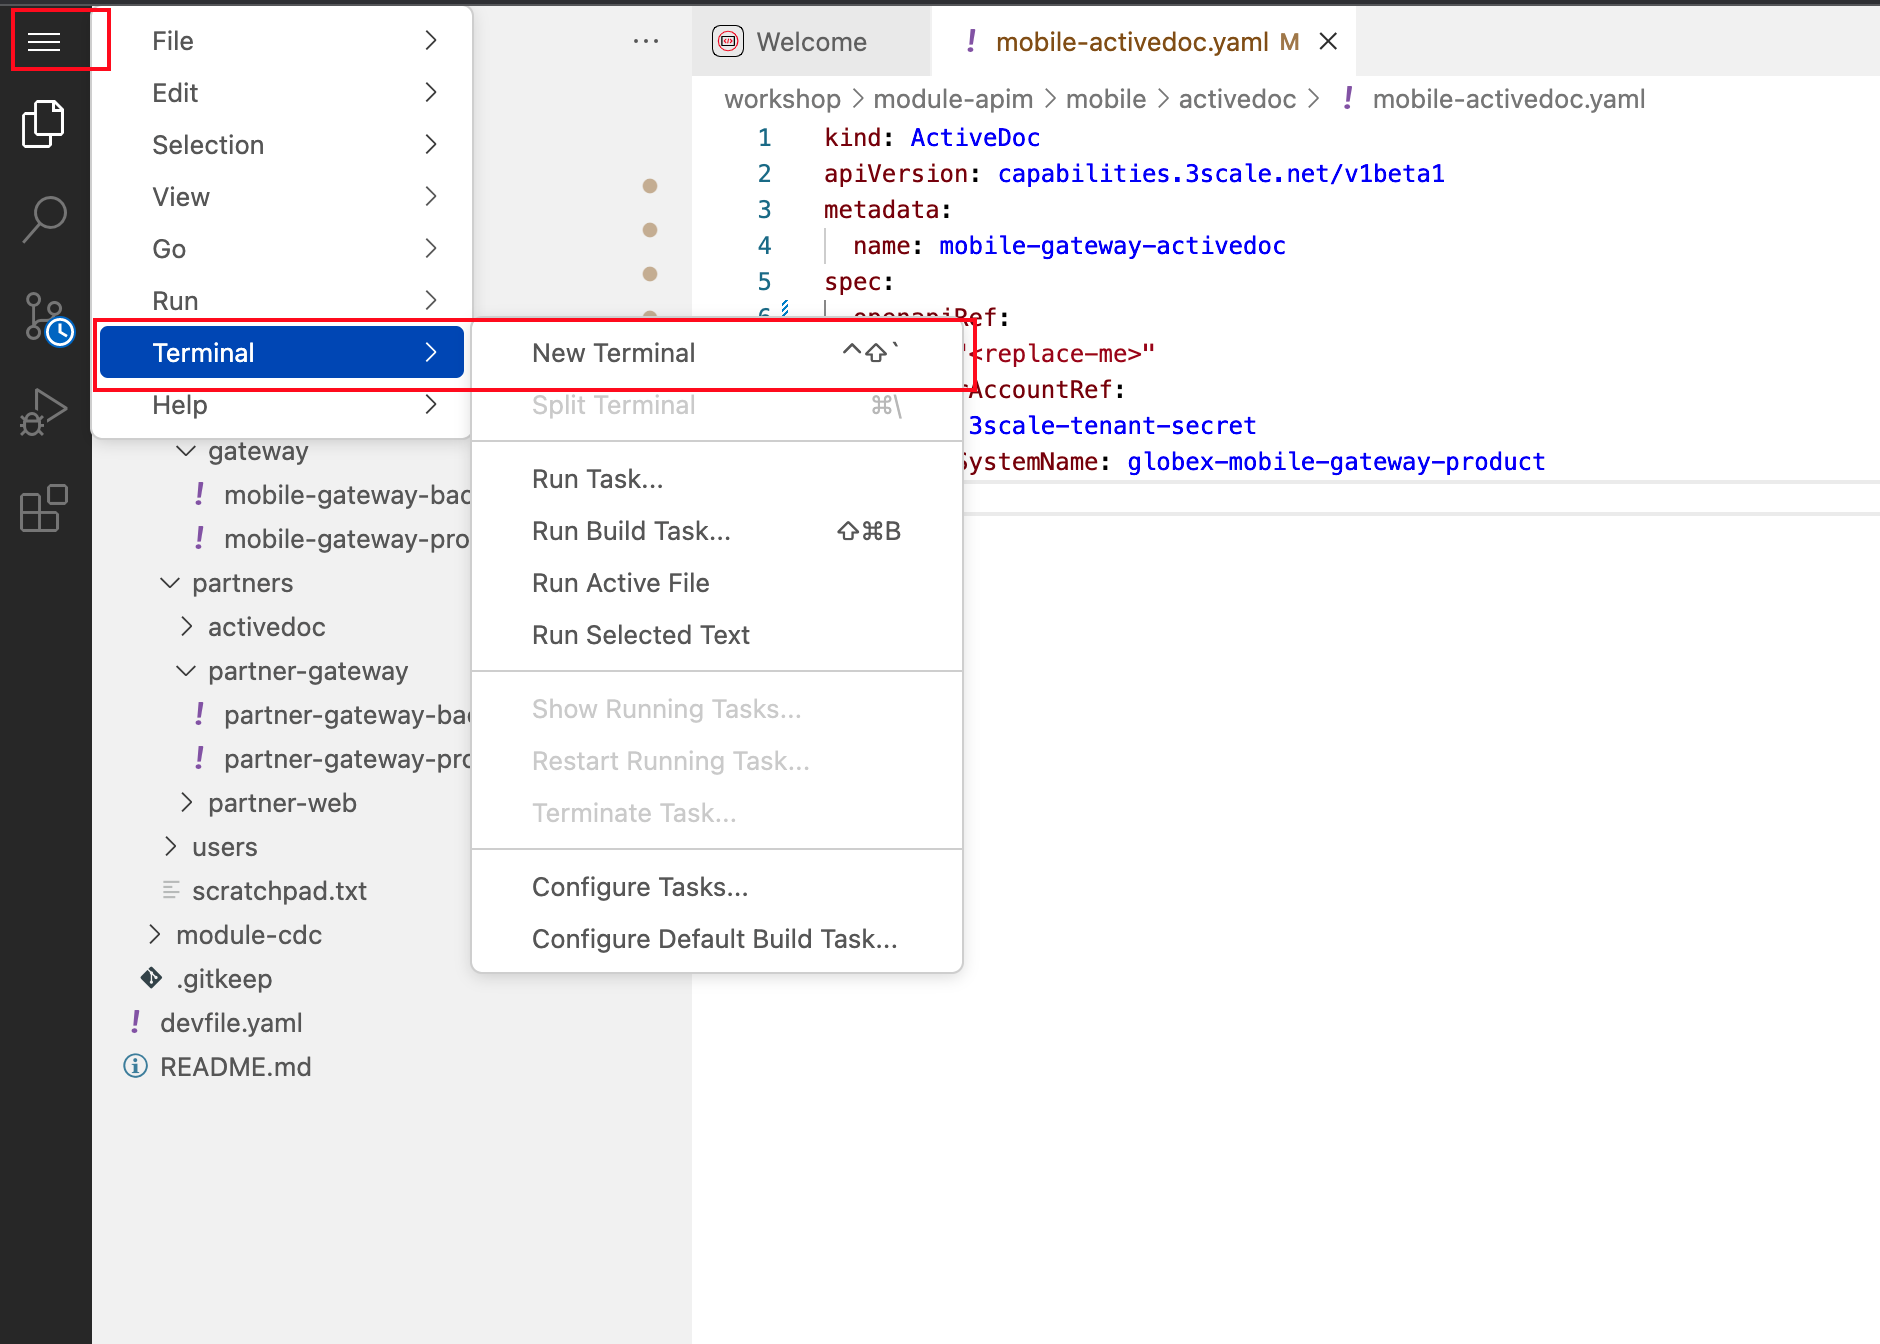 File
Edit
Selection
View
Go
Run
Terminal
Help
New Terminal ^⇧`
Split Terminal ⌘\
Run Task...
Run Build Task... ⇧⌘B
Run Active File
Run Selected Text
Show Running Tasks...
Restart Running Task...
Terminate Task...
Configure Tasks...
Configure Default Build Task...
gateway
! mobile-gateway-bac
! mobile-gateway-pro
partners
activedoc
partner-gateway
! partner-gateway-bac
! partner-gateway-pro
partner-web
users
scratchpad.txt
module-cdc
.gitkeep
! devfile.yaml
README.md
Welcome
! mobile-activedoc.yaml M
workshop > module-apim > mobile > activedoc > ! mobile-activedoc.yaml
1 kind: ActiveDoc
2 apiVersion: capabilities.3scale.net/v1beta1
3 metadata:
4 name: mobile-gateway-activedoc
5 spec:
6 openapiRef:
"<replace-me>"
AccountRef:
3scale-tenant-secret
SystemName: globex-mobile-gateway-product